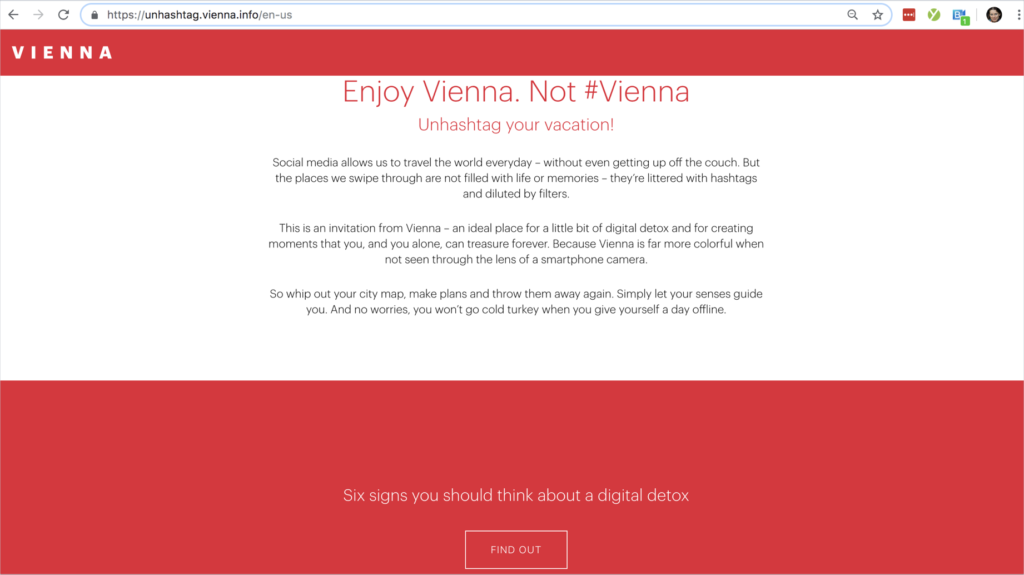 https://unhashtag.vienna.info/en-us
VIENNA
Enjoy Vienna. Not #Vienna
Unhashtag your vacation!
Social media allows us to travel the world everyday – without even getting up off the couch. But
the places we swipe through are not filled with life or memories – they're littered with hashtags
and diluted by filters.
This is an invitation from Vienna – an ideal place for a little bit of digital detox and for creating
moments that you, and you alone, can treasure forever. Because Vienna is far more colorful when
not seen through the lens of a smartphone camera.
So whip out your city map, make plans and throw them away again. Simply let your senses guide
you. And no worries, you won't go cold turkey when you give yourself a day offline.
Six signs you should think about a digital detox
FIND OUT